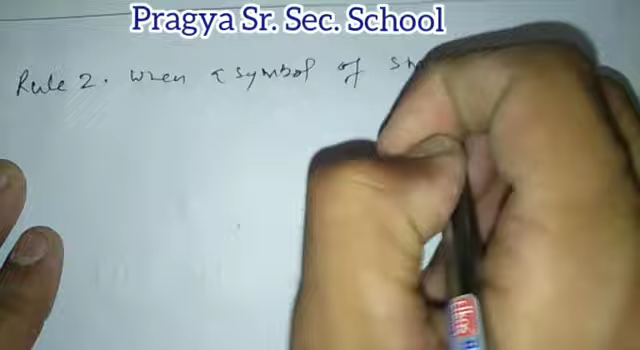 Pragya Sr. Sec. School
Rule 2. when symbol of